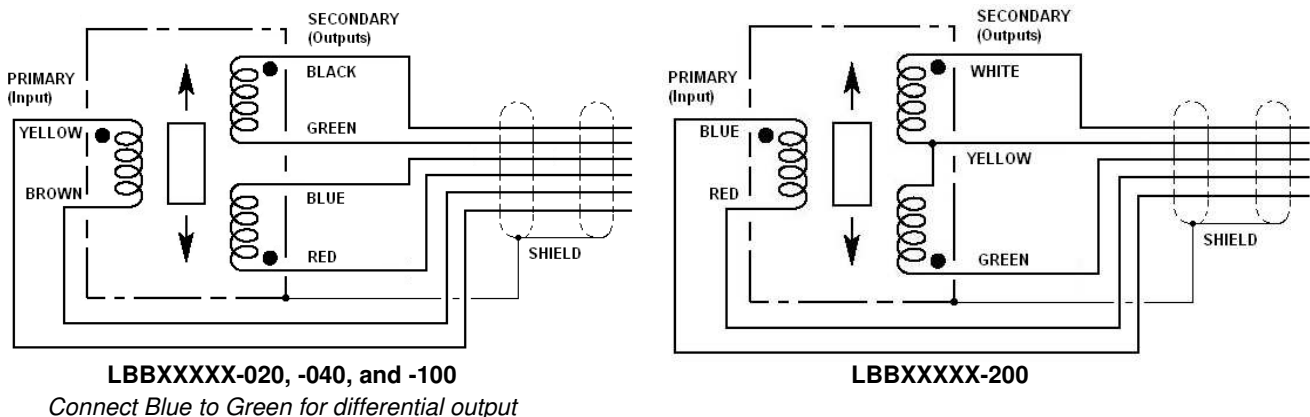 SECONDARY
(Outputs)
PRIMARY
(Input)
BLACK
YELLOW
GREEN
BROWN
BLUE
RED
SHIELD
LBBXXXXX-020, -040, and -100
Connect Blue to Green for differential output
SECONDARY
(Outputs)
PRIMARY
(Input)
WHITE
BLUE
YELLOW
RED
GREEN
SHIELD
LBBXXXXX-200